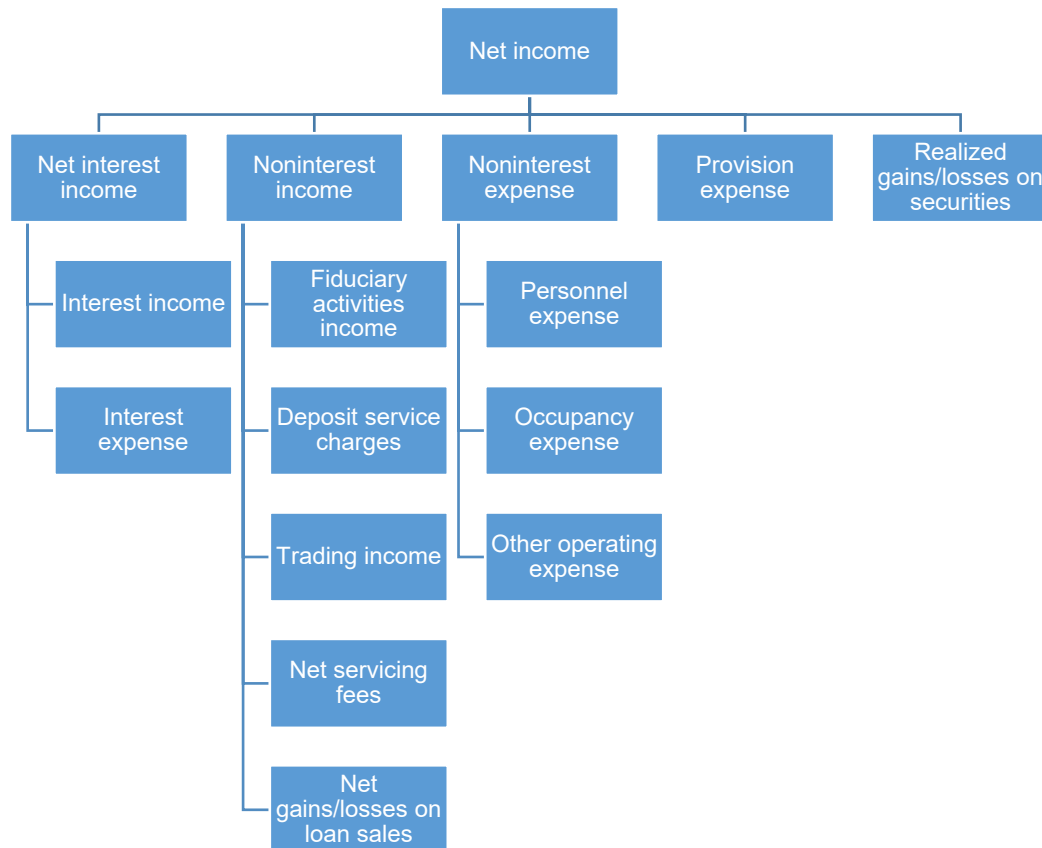 Net income
Net interest
income
Noninterest
income
Noninterest
expense
Provision
expense
Realized
gains/losses on
securities
Interest income
Interest
expense
Fiduciary
activities
income
Deposit service
charges
Trading income
Net servicing
fees
Net
gains/losses on
loan sales
Personnel
expense
Occupancy
expense
Other operating
expense